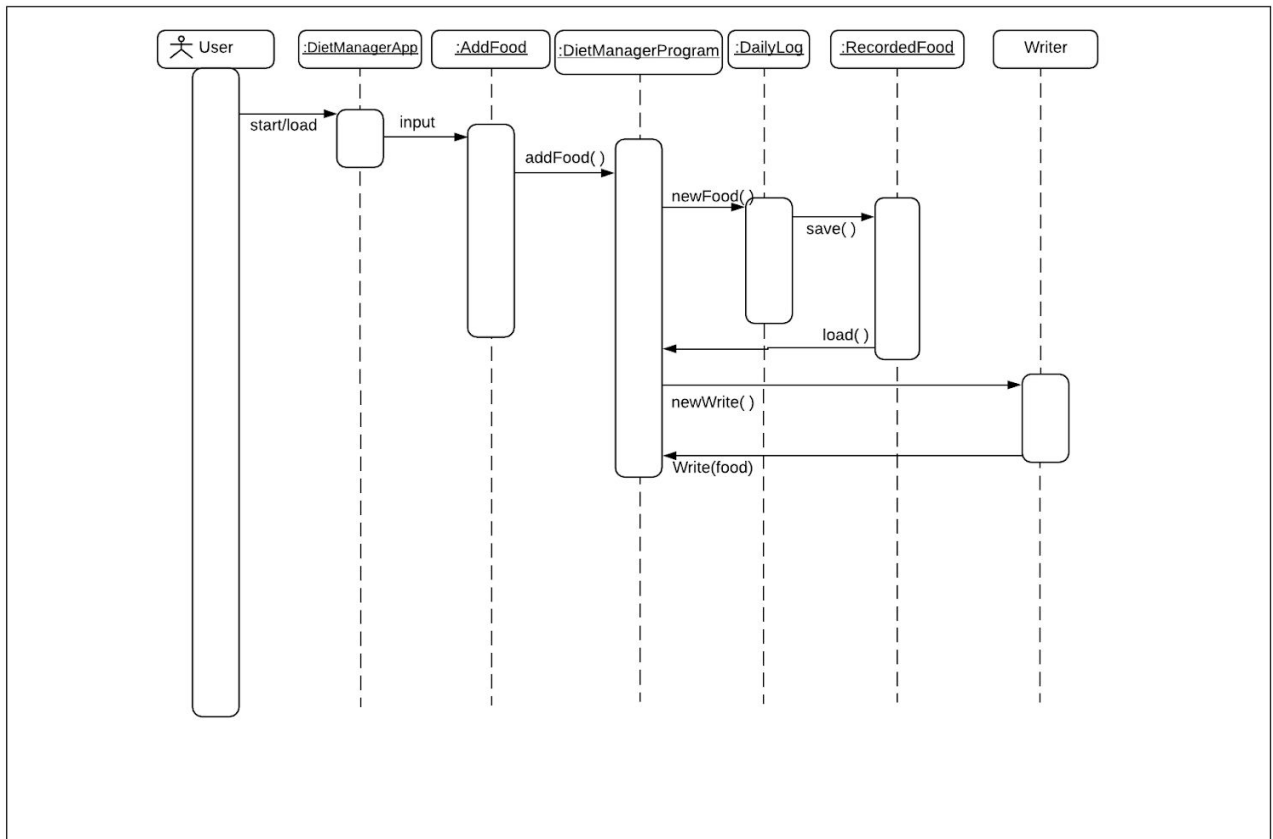 User
:DietManagerApp
:AddFood
:DietManagerProgram
:DailyLog
:RecordedFood
Writer
start/load
input
addFood( )
newFood( )
save( )
load( )
newWrite( )
Write(food)